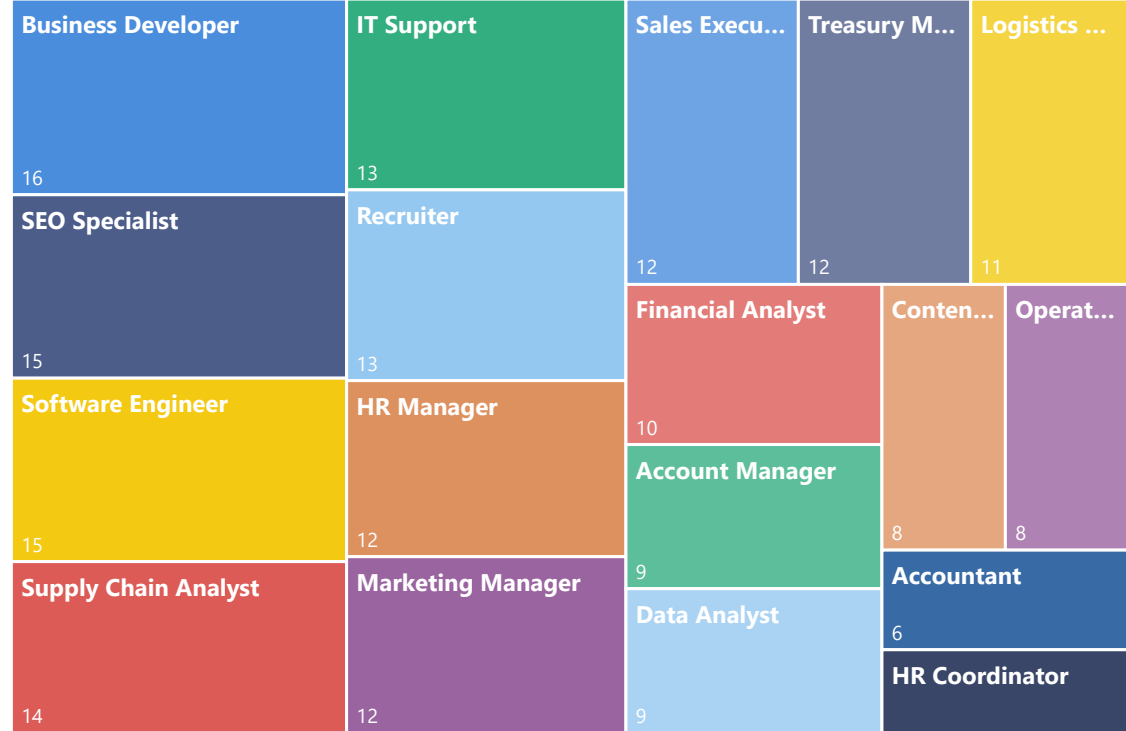 Business Developer
16
SEO Specialist
15
Software Engineer
15
Supply Chain Analyst
14
IT Support
13
Recruiter
13
HR Manager
12
Marketing Manager
12
Sales Execu...
12
Treasury M...
12
Logistics ...
11
Financial Analyst
10
Account Manager
9
Data Analyst
9
Conten...
8
Operat...
8
Accountant
6
HR Coordinator